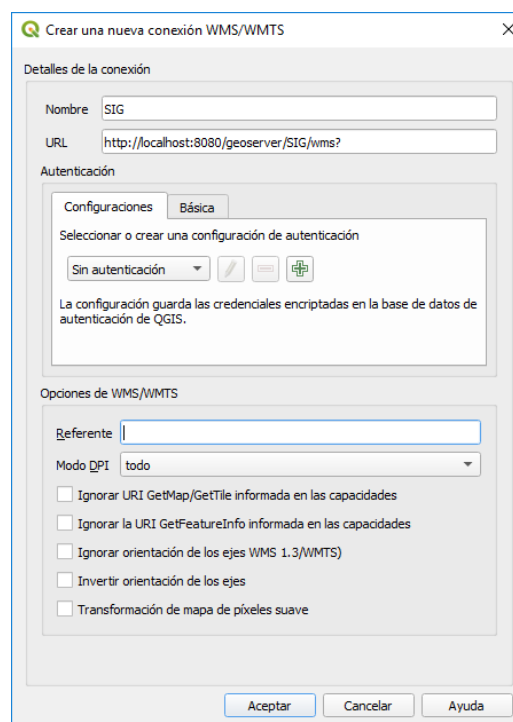 Crear una nueva conexión WMS/WMTS
Detalles de la conexión
Nombre SIG
URL http://localhost:8080/geoserver/SIG/wms?
Autenticación
Configuraciones Básica
Seleccionar o crear una configuración de autenticación
Sin autenticación
La configuración guarda las credenciales encriptadas en la base de datos de
autenticación de QGIS.
Opciones de WMS/WMTS
Referente
Modo DPI todo
Ignorar URI GetMap/GetTile informada en las capacidades
Ignorar la URI GetFeatureInfo informada en las capacidades
Ignorar orientación de los ejes WMS 1.3/WMTS)
Invertir orientación de los ejes
Transformación de mapa de píxeles suave
Aceptar Cancelar Ayuda